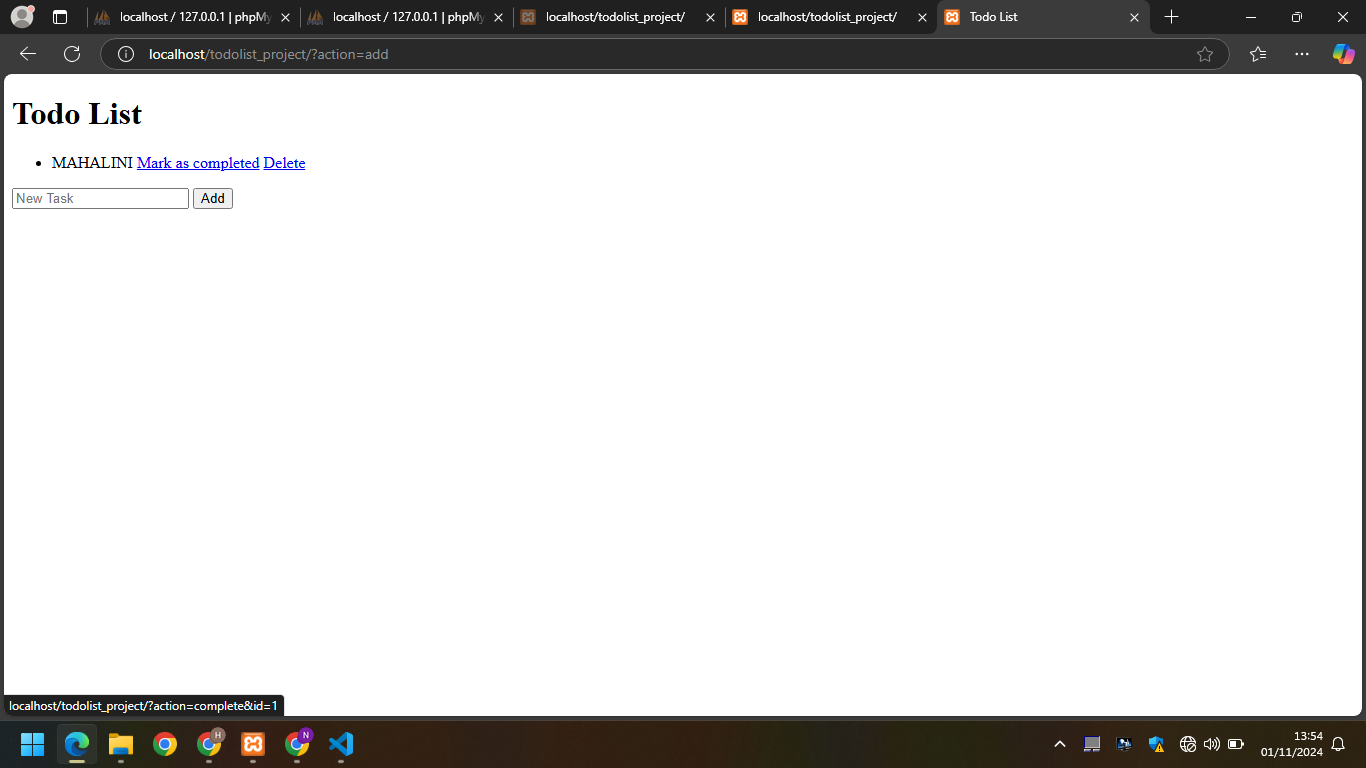 localhost / 127.0.0.1 | phpMy
localhost / 127.0.0.1 | phpMy
localhost/todolist_project/
localhost/todolist_project/
Todo List
localhost/todolist_project/?action=add
Todo List
MAHALINI Mark as completed Delete
New Task Add
localhost/todolist_project/?action=complete&id=1
H
N
13:54
01/11/2024